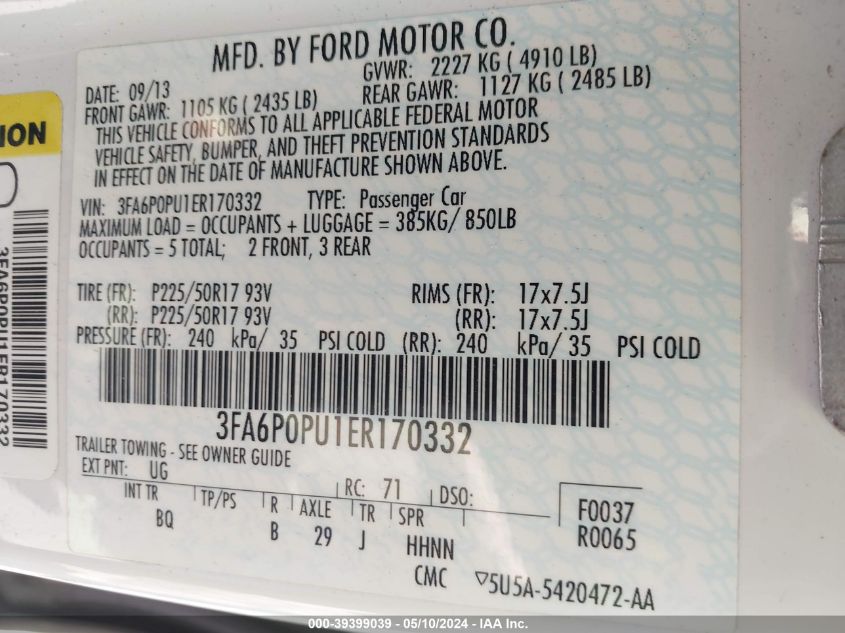 MFD. BY FORD MOTOR CO.
DATE: 09/13 GVWR: 2227 KG ( 4910 LB)
FRONT GAWR: 1105 KG ( 2435 LB) REAR GAWR: 1127 KG ( 2485 LB)
THIS VEHICLE CONFORMS TO ALL APPLICABLE FEDERAL MOTOR
VEHICLE SAFETY, BUMPER, AND THEFT PREVENTION STANDARDS
IN EFFECT ON THE DATE OF MANUFACTURE SHOWN ABOVE.
VIN: 3FA6P0PU1ER170332 TYPE: Passenger Car
MAXIMUM LOAD = OCCUPANTS + LUGGAGE = 385KG/ 850LB
OCCUPANTS = 5 TOTAL; 2 FRONT, 3 REAR
TIRE (FR): P225/50R17 93V RIMS (FR): 17x7.5J
(RR): P225/50R17 93V (RR): 17x7.5J
PRESSURE (FR): 240 kPa/ 35 PSI COLD (RR): 240 kPa/ 35 PSI COLD
3FA6P0PU1ER170332
TRAILER TOWING - SEE OWNER GUIDE
EXT PNT: UG RC: 71 DSO:
INT TR TP/PS R AXLE TR SPR
BQ B 29 J HHNN
CMC
F0037
R0065
5U5A-5420472-AA
ION
3FA6P0PU1ER170332
000-39399039 - 05/10/2024 - IAA Inc.